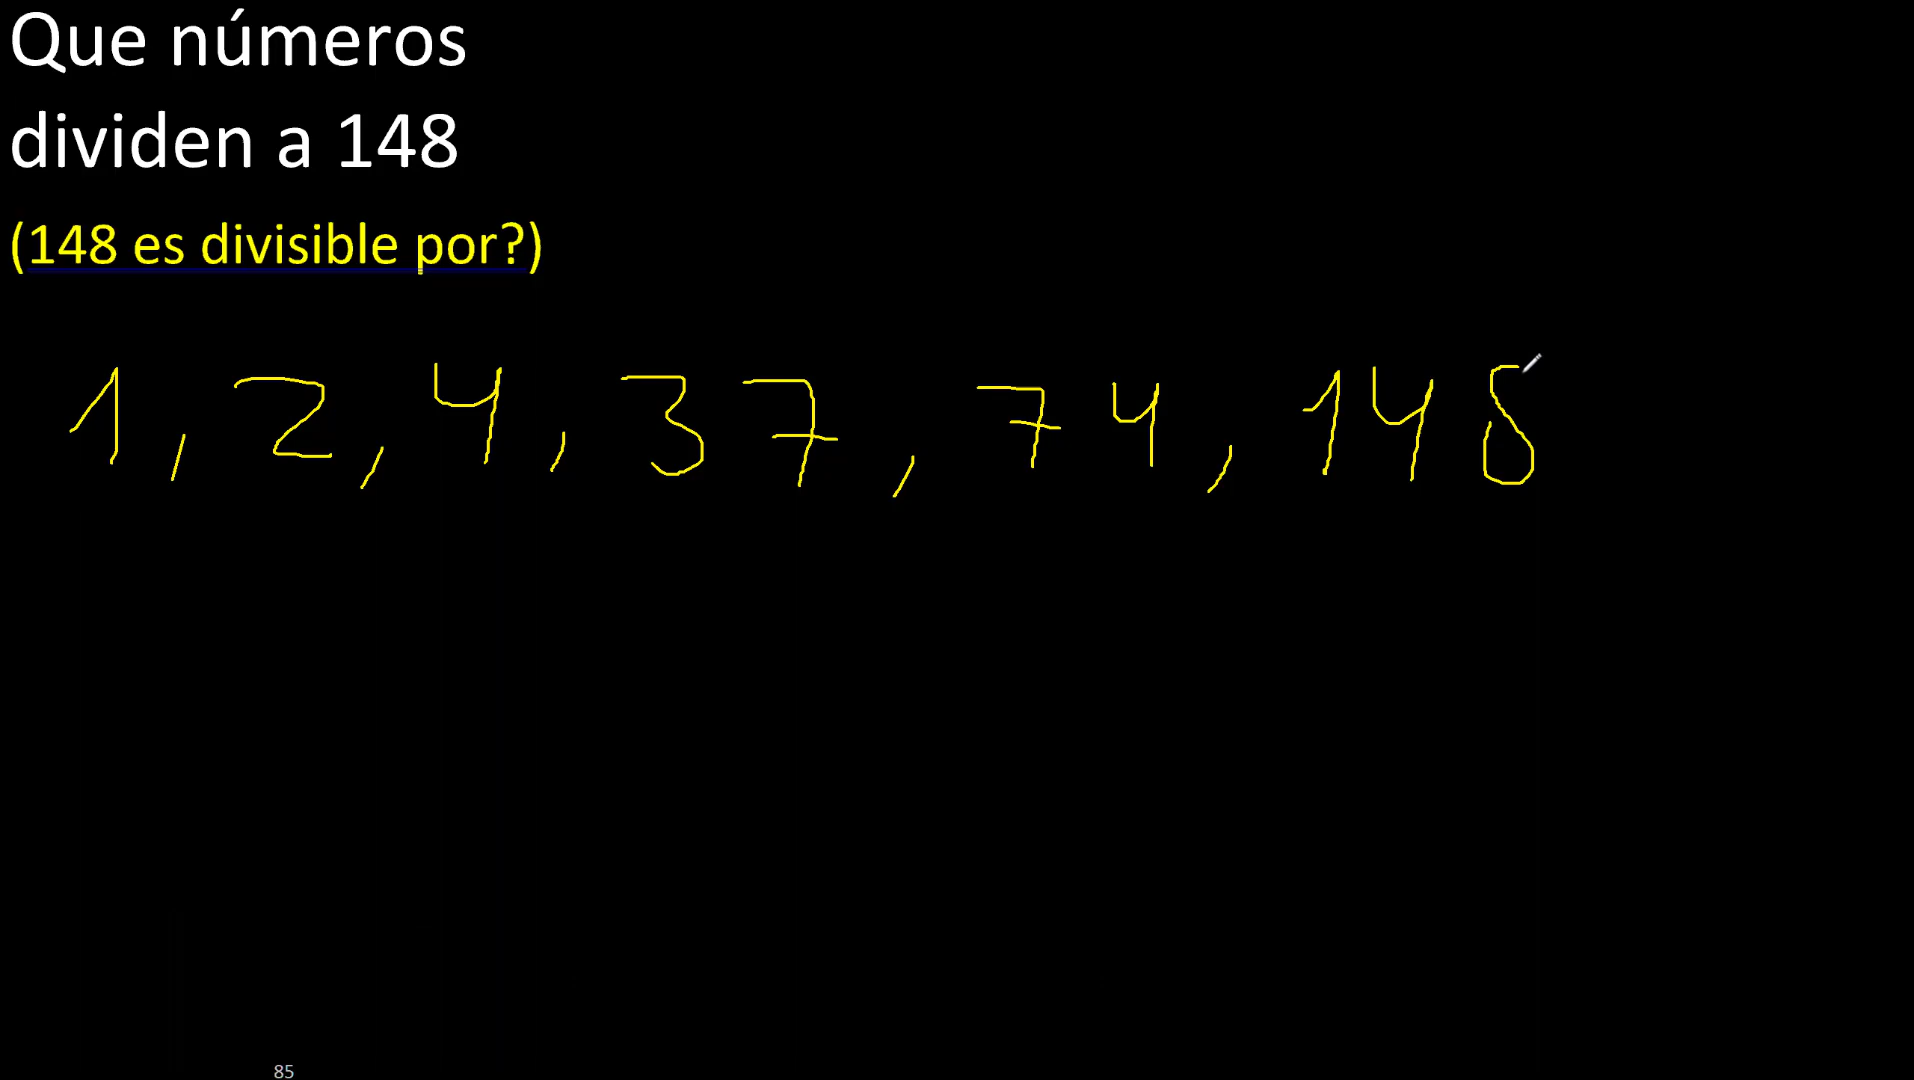 Que números
dividen a 148
(148 es divisible por?)
1, 2, 4, 37, 74, 148
85